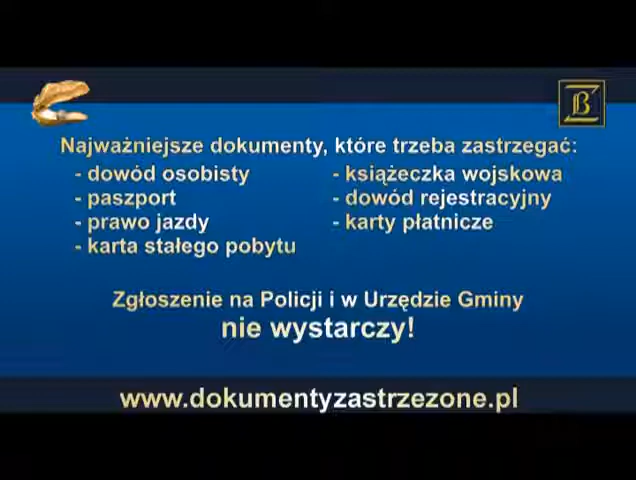 Najważniejsze dokumenty, które trzeba zastrzegać:
- dowód osobisty
- paszport
- prawo jazdy
- karta stałego pobytu
- książeczka wojskowa
- dowód rejestracyjny
- karty płatnicze
Zgłoszenie na Policji i w Urzędzie Gminy
nie wystarczy!
www.dokumentyzastrzezone.pl